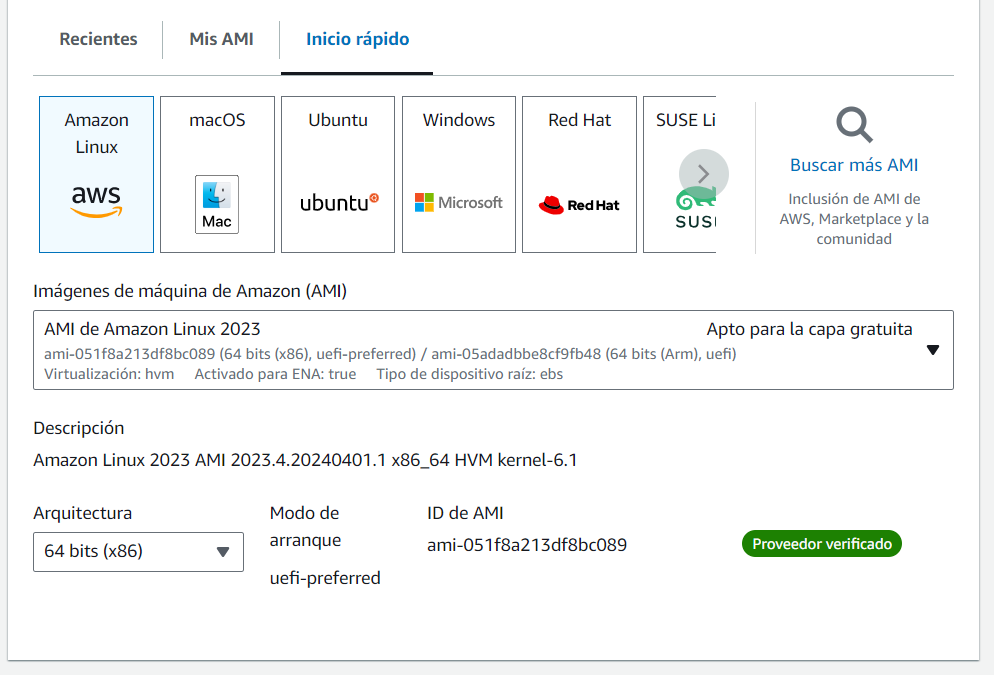 Recientes
Mis AMI
Inicio rápido
Amazon
Linux
aws
macOS
Mac
Ubuntu
ubuntu
Windows
Microsoft
Red Hat
Red Hat
SUSE Li
SUSI
Buscar más AMI
Inclusión de AMI de
AWS, Marketplace y la
comunidad
Imágenes de máquina de Amazon (AMI)
AMI de Amazon Linux 2023 Apto para la capa gratuita
ami-051f8a213df8bc089 (64 bits (x86), uefi-preferred) / ami-05adadbbe8cf9fb48 (64 bits (Arm), uefi)
Virtualización: hvm Activado para ENA: true Tipo de dispositivo raíz: ebs
Descripción
Amazon Linux 2023 AMI 2023.4.20240401.1 x86_64 HVM kernel-6.1
Arquitectura
64 bits (x86)
Modo de
arranque
uefi-preferred
ID de AMI
ami-051f8a213df8bc089
Proveedor verificado